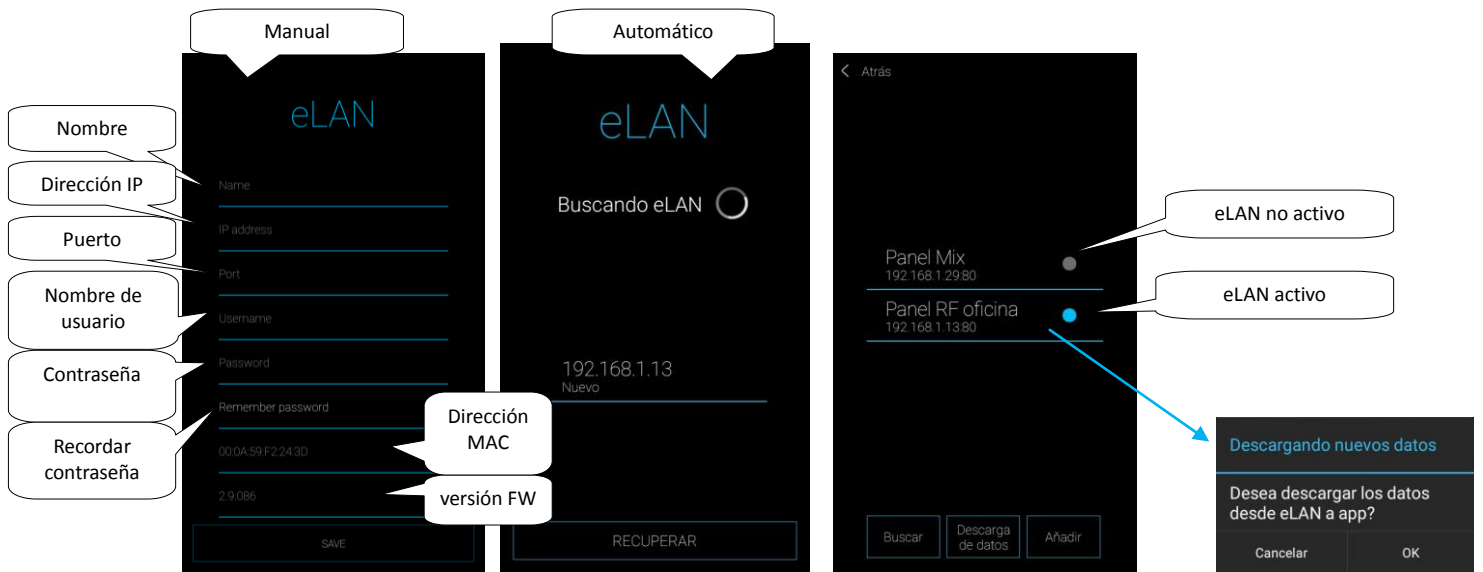 Manual
eLAN
Nombre
Dirección IP
Puerto
Nombre de
usuario
Contraseña
Recordar
contraseña
Name
IP address
Port
Username
Password
Remember password
00:0A:59:F2:24:3D
2.9.086
SAVE
Dirección
MAC
versión FW
Automático
eLAN
Buscando eLAN
192.168.1.13
Nuevo
RECUPERAR
Atrás
Panel Mix
192.168.1.29:80
Panel RF oficina
192.168.1.13:80
eLAN no activo
eLAN activo
Buscar
Descarga
de datos
Añadir
Descargando nuevos datos
Desea descargar los datos
desde eLAN a app?
Cancelar
OK